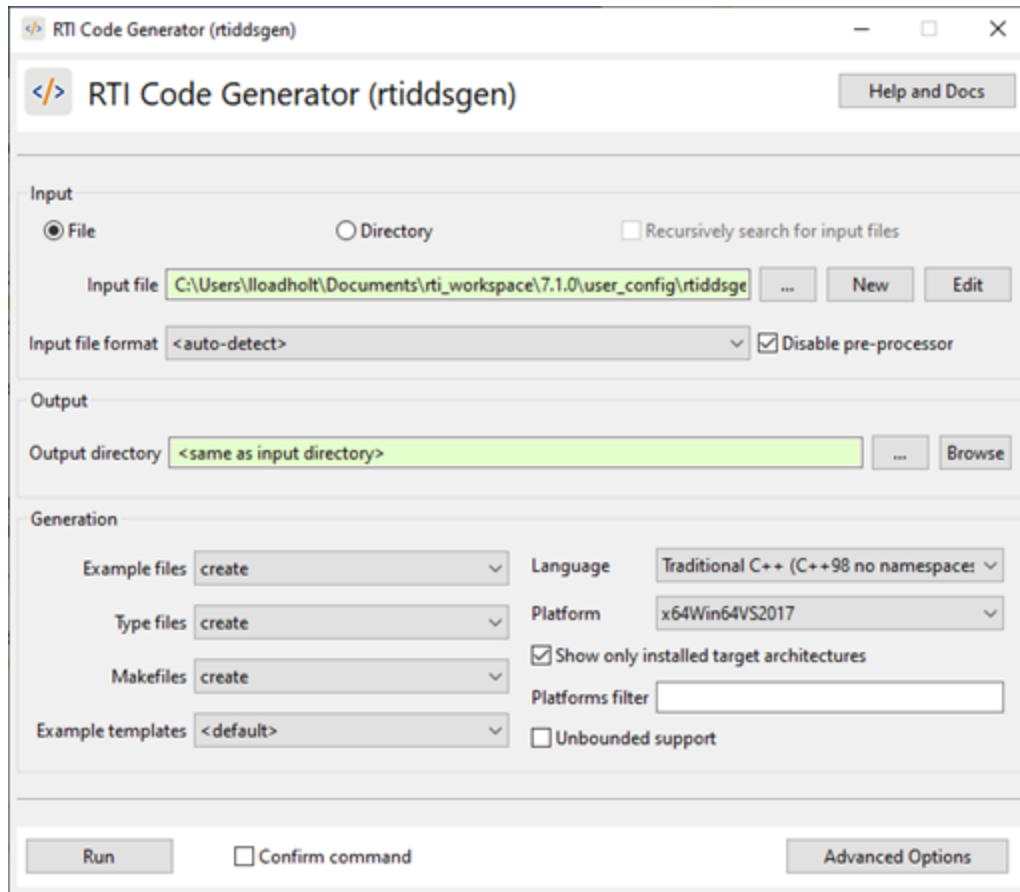 RTI Code Generator (rtiddsgen)
RTI Code Generator (rtiddsgen)
Help and Docs
Input
File
Directory
Recursively search for input files
Input file
C:\Users\lloadholt\Documents\rti_workspace\7.1.0\user_config\rtiddsge
...
New
Edit
Input file format
<auto-detect>
Disable pre-processor
Output
Output directory
<same as input directory>
...
Browse
Generation
Example files
create
Language
Traditional C++ (C++98 no namespaces
Type files
create
Platform
x64Win64VS2017
Show only installed target architectures
Makefiles
create
Platforms filter
Example templates
<default>
Unbounded support
Run
Confirm command
Advanced Options